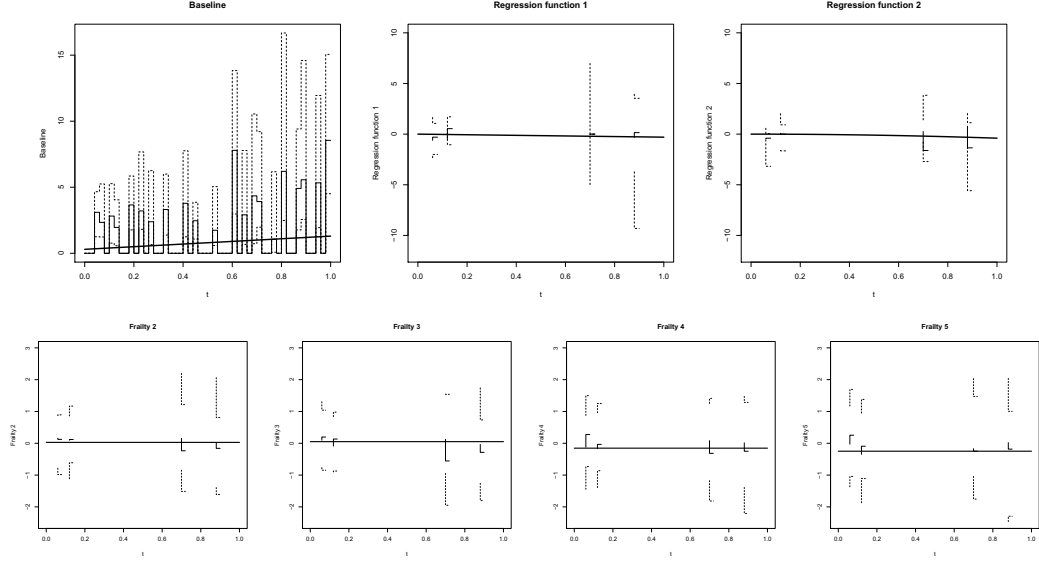 Baseline
Baseline
0 5 10 15
0.0 0.2 0.4 0.6 0.8 1.0
t
Regression function 1
Regression function 1
−10 −5 0 5 10
0.0 0.2 0.4 0.6 0.8 1.0
t
Regression function 2
Regression function 2
−10 −5 0 5 10
0.0 0.2 0.4 0.6 0.8 1.0
t
Frailty 2
Frailty 2
−2 −1 0 1 2 3
0.0 0.2 0.4 0.6 0.8 1.0
t
Frailty 3
Frailty 3
−2 −1 0 1 2 3
0.0 0.2 0.4 0.6 0.8 1.0
t
Frailty 4
Frailty 4
−2 −1 0 1 2 3
0.0 0.2 0.4 0.6 0.8 1.0
t
Frailty 5
Frailty 5
−2 −1 0 1 2 3
0.0 0.2 0.4 0.6 0.8 1.0
t